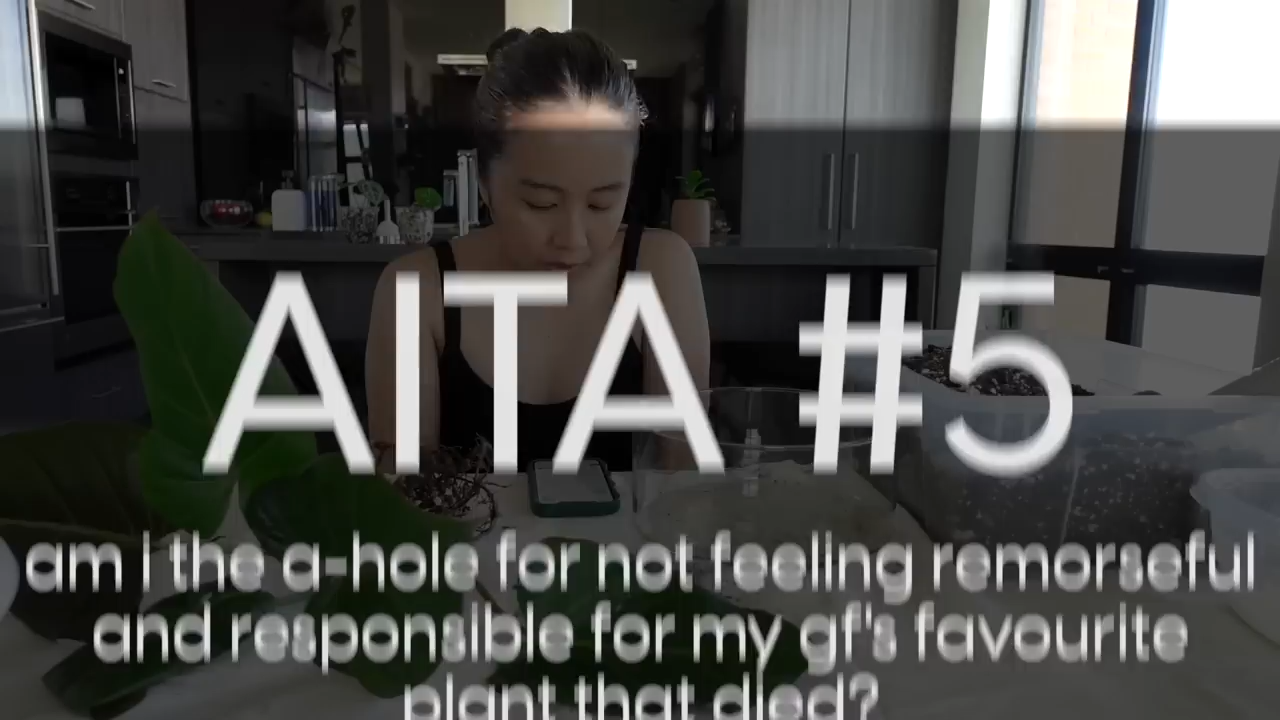 AITA #5
am i the a-hole for not feeling remorseful
and responsible for my gf's favourite
plant that died?